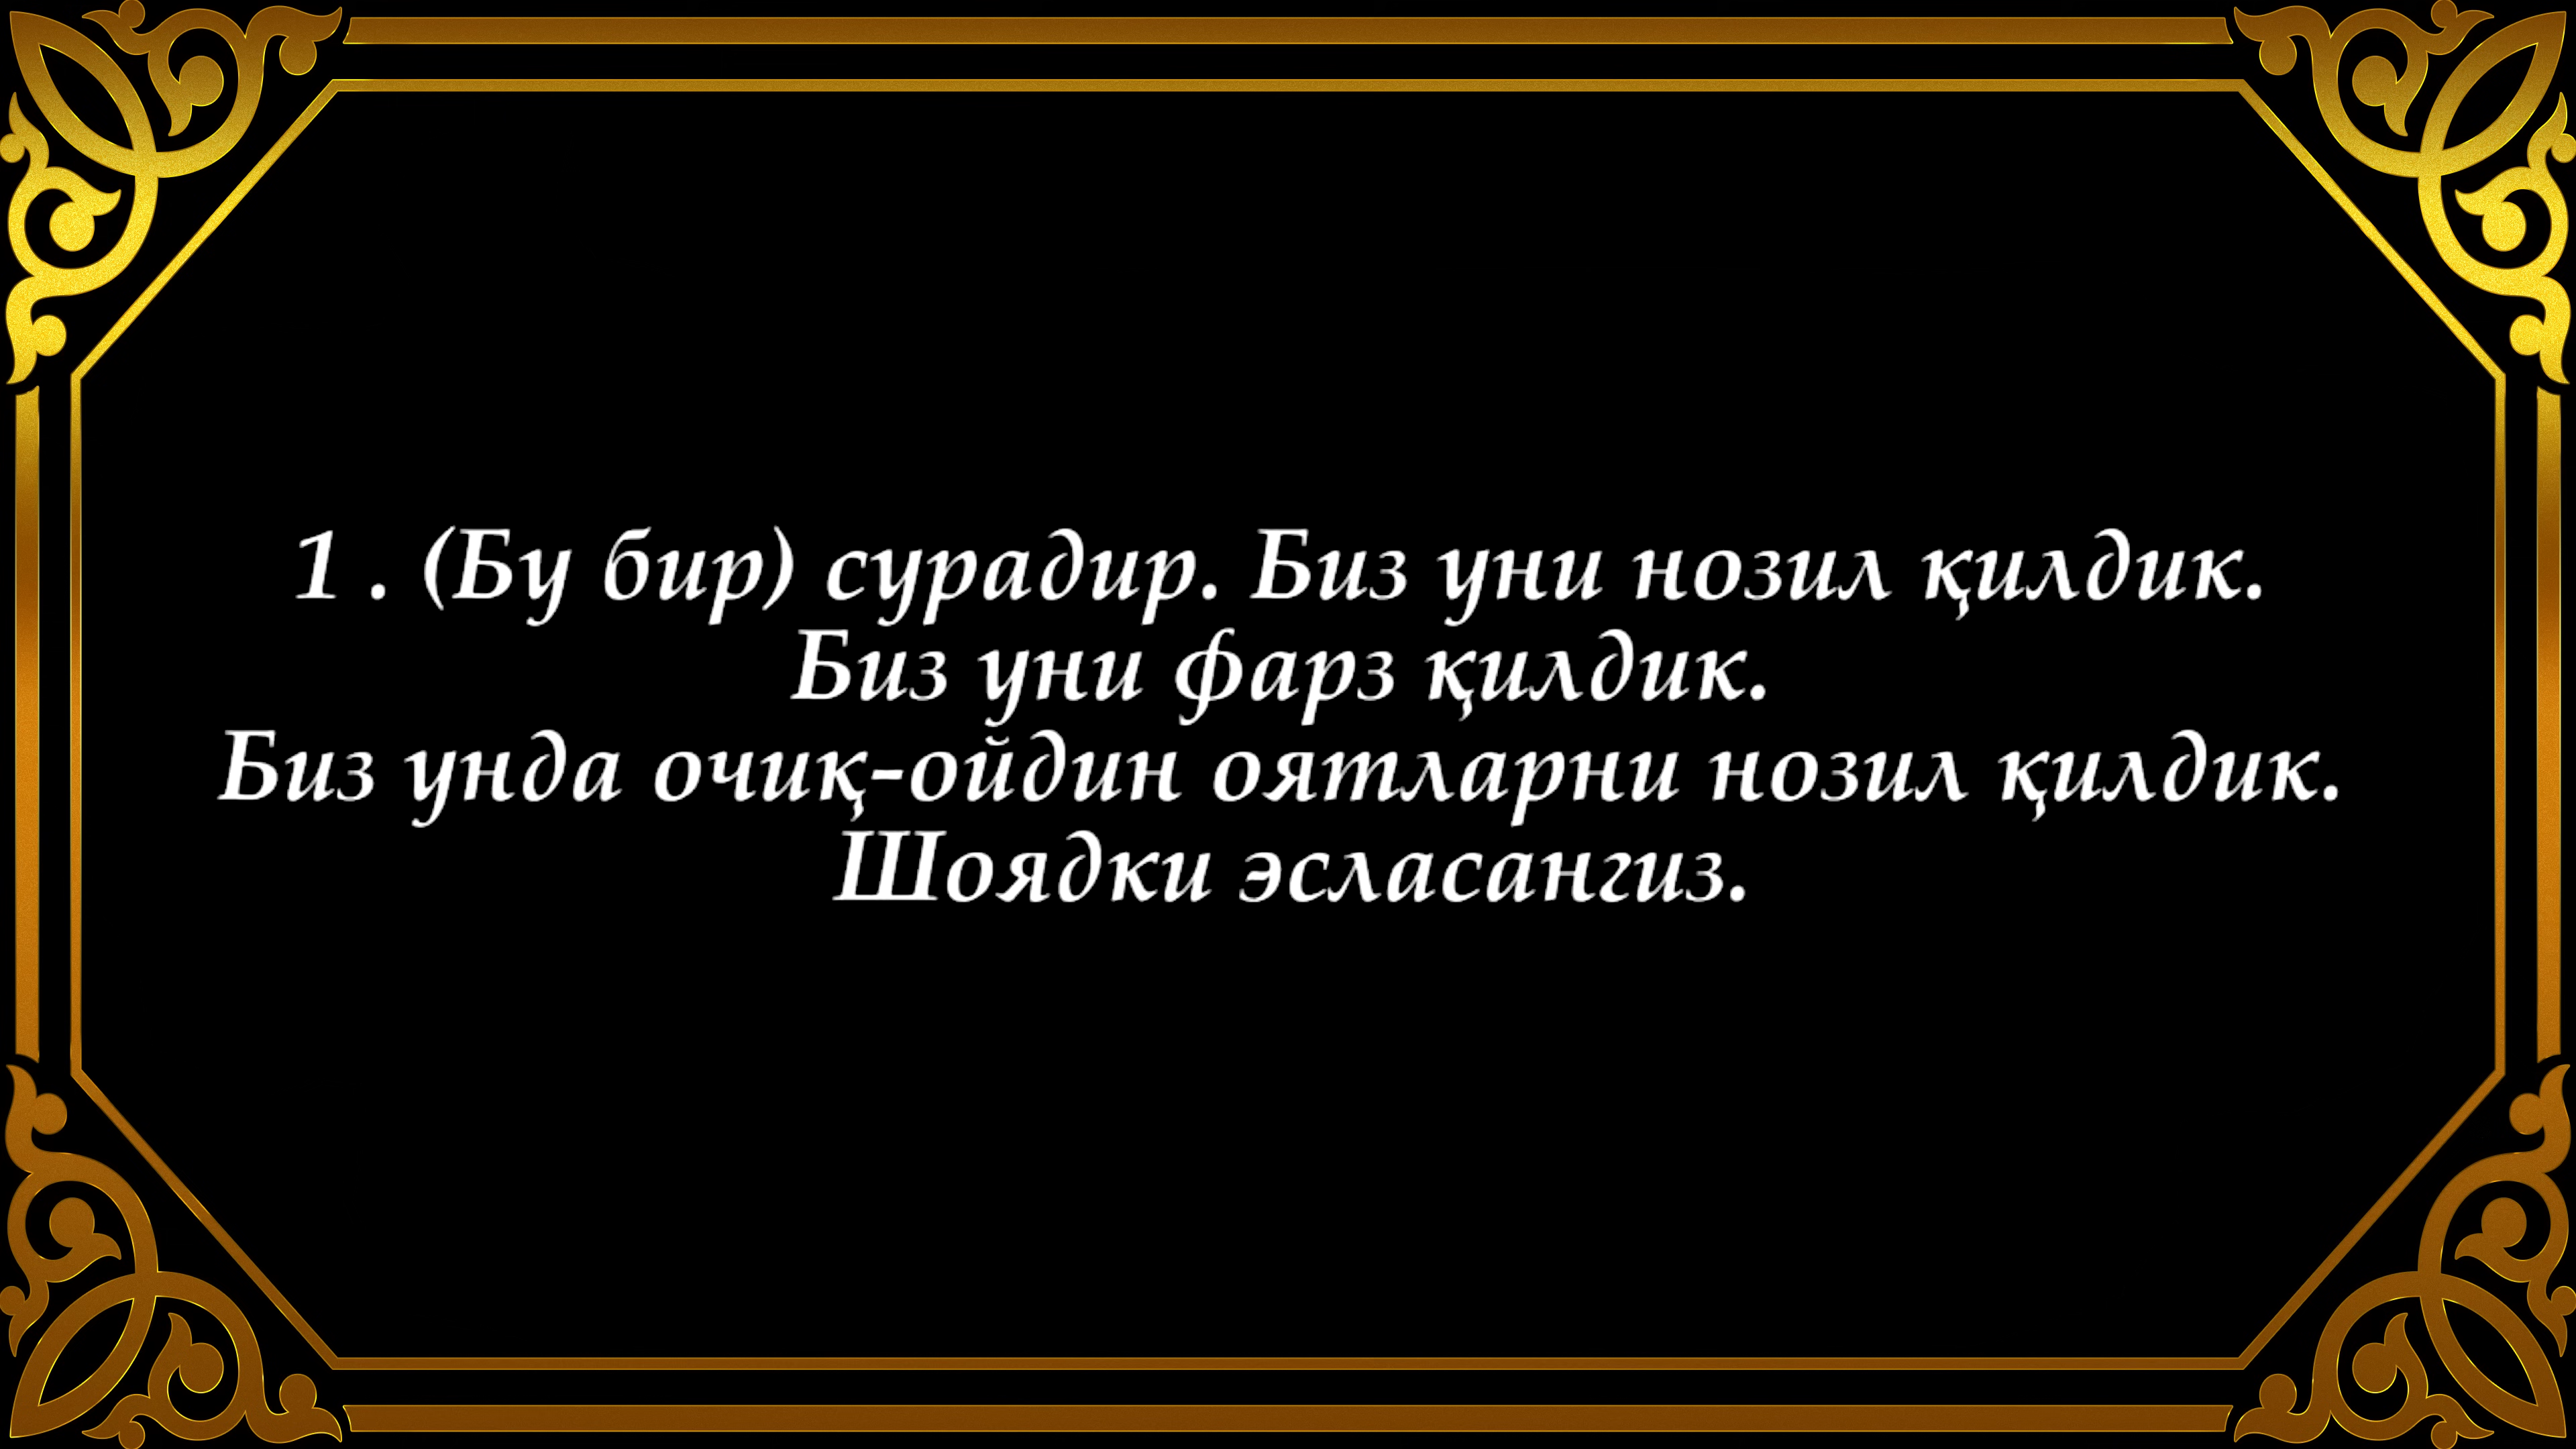 1 . (Бу бир) сурадир. Биз уни нозил қилдик.
Биз уни фарз қилдик.
Биз унда очиқ-ойдин оятларни нозил қилдик.
Шоядки эсласангиз.